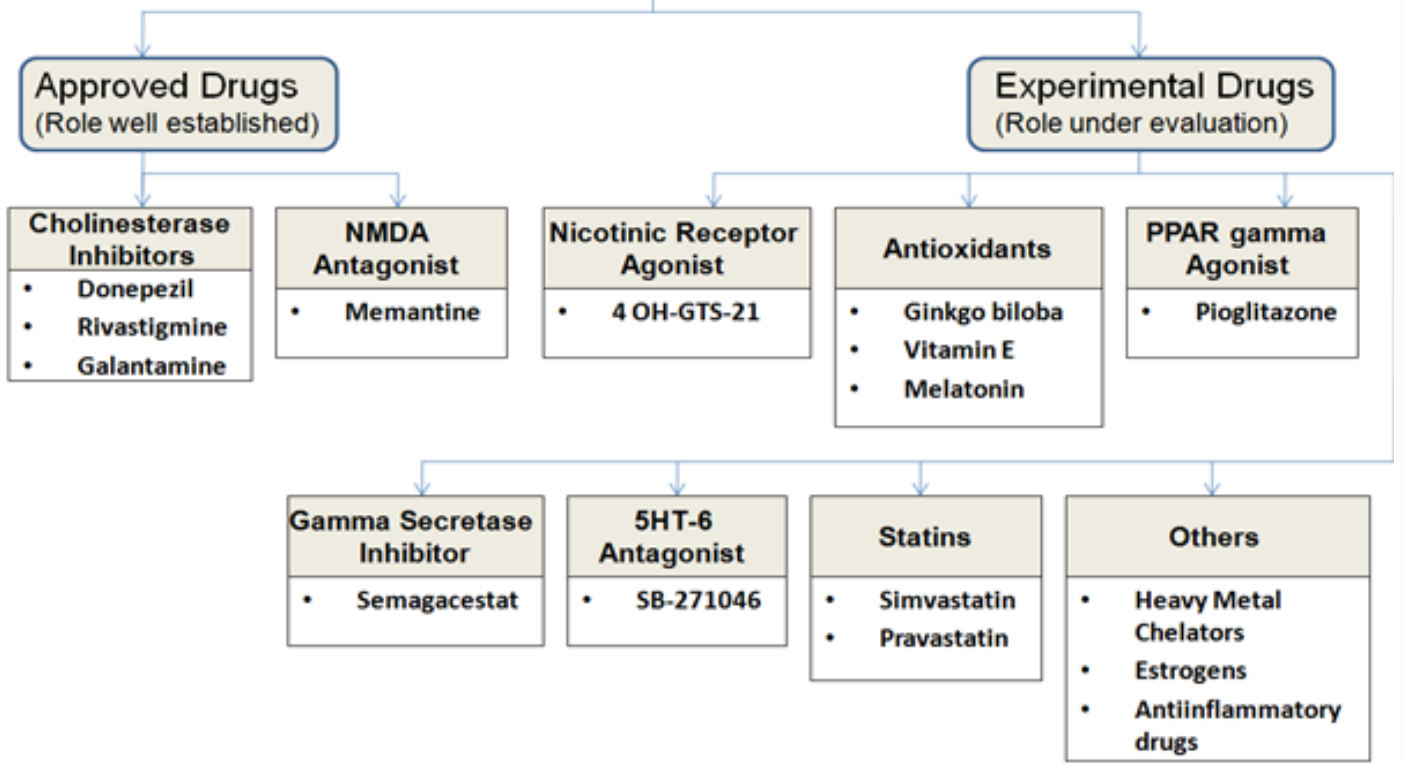 Approved Drugs
(Role well established)
Experimental Drugs
(Role under evaluation)
Cholinesterase
Inhibitors
• Donepezil
• Rivastigmine
• Galantamine
NMDA
Antagonist
• Memantine
Nicotinic Receptor
Agonist
• 4 OH-GTS-21
Antioxidants
• Ginkgo biloba
• Vitamin E
• Melatonin
PPAR gamma
Agonist
• Pioglitazone
Gamma Secretase
Inhibitor
• Semagacestat
5HT-6
Antagonist
• SB-271046
Statins
• Simvastatin
• Pravastatin
Others
• Heavy Metal
Chelators
• Estrogens
• Antiinflammatory
drugs